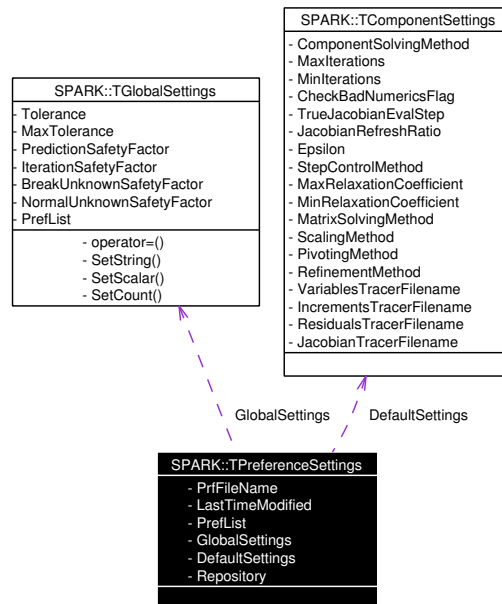 SPARK::TComponentSettings
- ComponentSolvingMethod
- MaxIterations
- MinIterations
- CheckBadNumericsFlag
- TrueJacobianEvalStep
- JacobianRefreshRatio
- Epsilon
- StepControlMethod
- MaxRelaxationCoefficient
- MinRelaxationCoefficient
- MatrixSolvingMethod
- ScalingMethod
- PivotingMethod
- RefinementMethod
- VariablesTracerFilename
- IncrementsTracerFilename
- ResidualsTracerFilename
- JacobianTracerFilename
SPARK::TGlobalSettings
- Tolerance
- MaxTolerance
- PredictionSafetyFactor
- IterationSafetyFactor
- BreakUnknownSafetyFactor
- NormalUnknownSafetyFactor
- PrefList
- operator=()
- SetString()
- SetScalar()
- SetCount()
GlobalSettings
DefaultSettings
SPARK::TPreferenceSettings
- PrfFileName
- LastTimeModified
- PrefList
- GlobalSettings
- DefaultSettings
- Repository